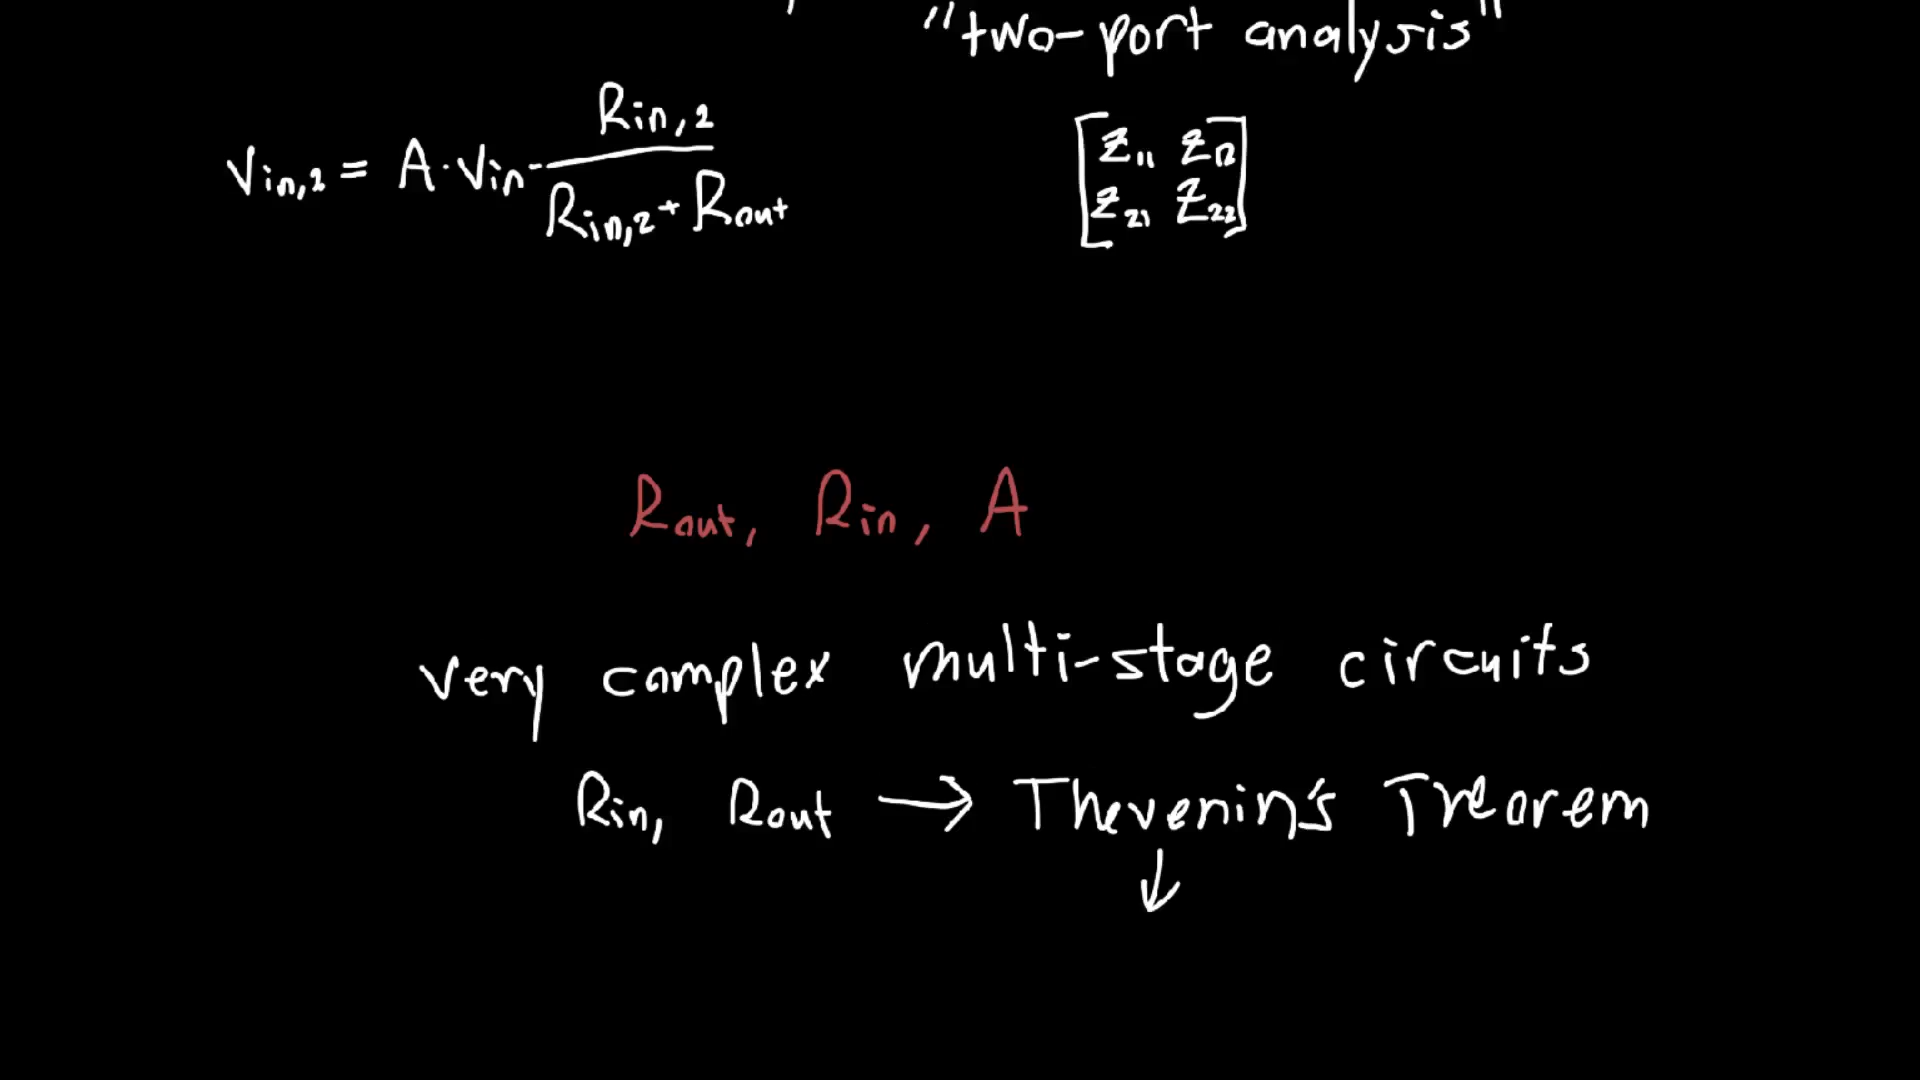 "two-port analysis"
Vin,2 = A·Vin· Rin,2 / Rin,2 + Rout
[Z11 Z12
Z21 Z22]
Rout, Rin, A
very complex multi-stage circuits
Rin, Rout → Thevenin's Theorem
↓